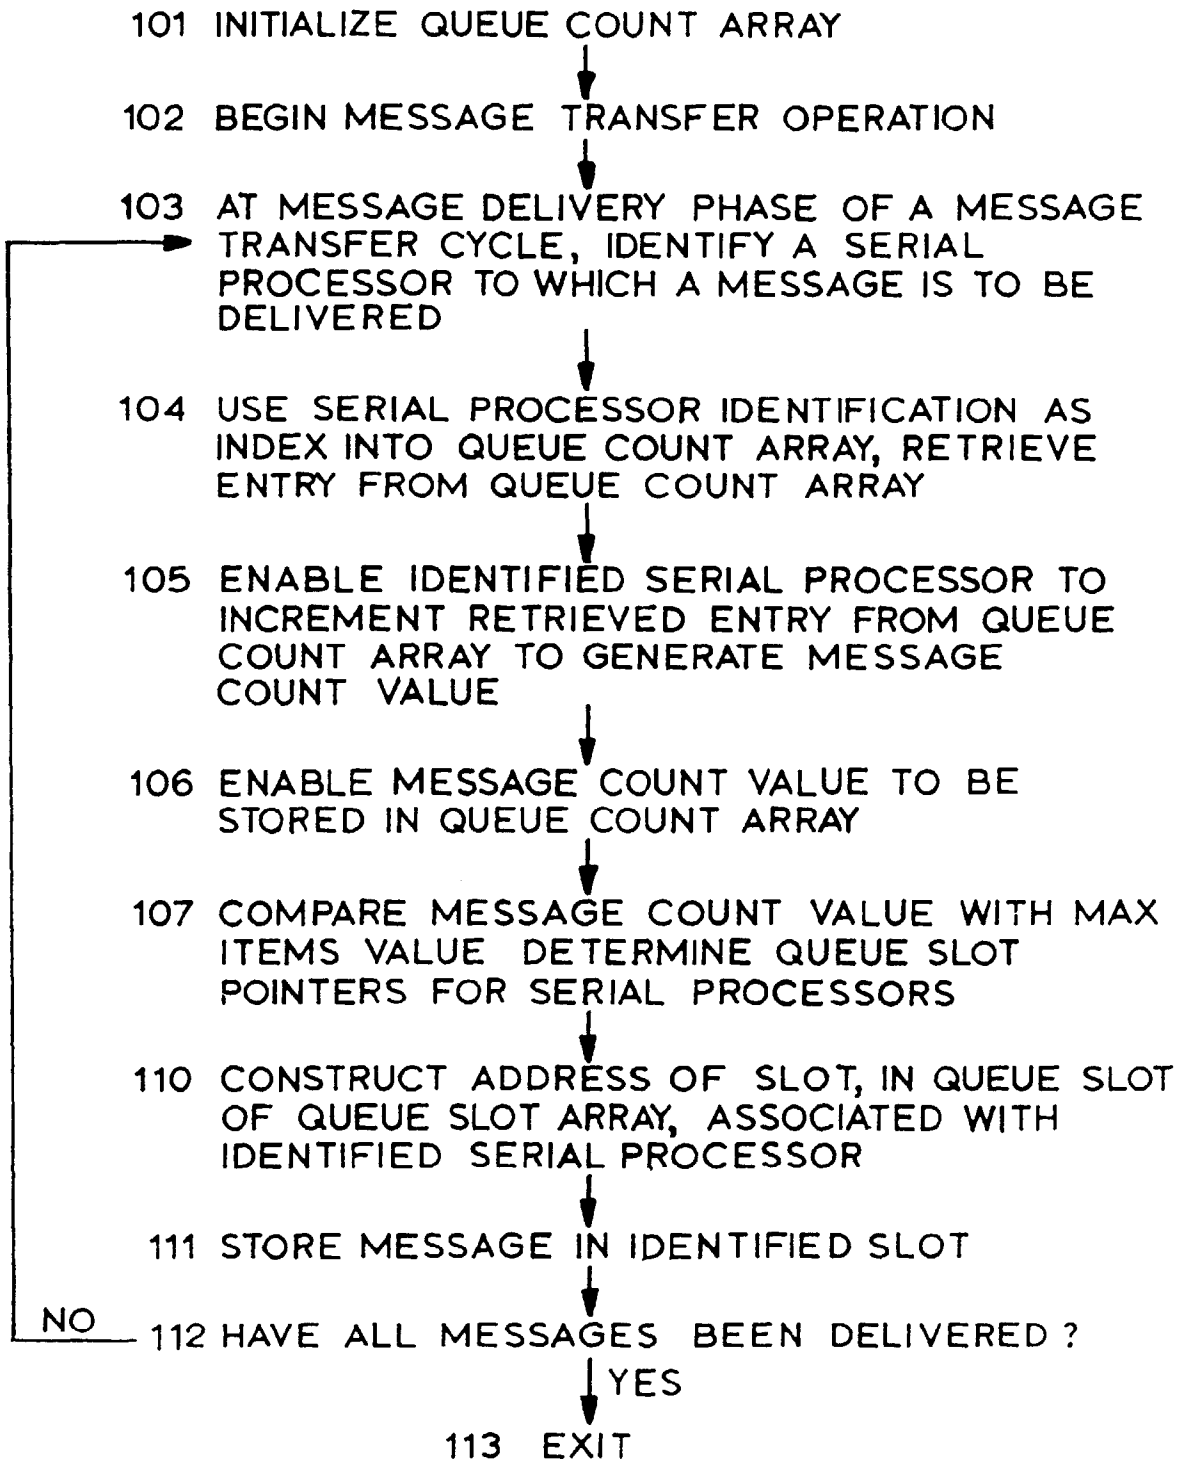 101 INITIALIZE QUEUE COUNT ARRAY
102 BEGIN MESSAGE TRANSFER OPERATION
103 AT MESSAGE DELIVERY PHASE OF A MESSAGE
TRANSFER CYCLE, IDENTIFY A SERIAL
PROCESSOR TO WHICH A MESSAGE IS TO BE
DELIVERED
104 USE SERIAL PROCESSOR IDENTIFICATION AS
INDEX INTO QUEUE COUNT ARRAY, RETRIEVE
ENTRY FROM QUEUE COUNT ARRAY
105 ENABLE IDENTIFIED SERIAL PROCESSOR TO
INCREMENT RETRIEVED ENTRY FROM QUEUE
COUNT ARRAY TO GENERATE MESSAGE
COUNT VALUE
106 ENABLE MESSAGE COUNT VALUE TO BE
STORED IN QUEUE COUNT ARRAY
107 COMPARE MESSAGE COUNT VALUE WITH MAX
ITEMS VALUE DETERMINE QUEUE SLOT
POINTERS FOR SERIAL PROCESSORS
110 CONSTRUCT ADDRESS OF SLOT, IN QUEUE SLOT
OF QUEUE SLOT ARRAY, ASSOCIATED WITH
IDENTIFIED SERIAL PROCESSOR
111 STORE MESSAGE IN IDENTIFIED SLOT
NO
112 HAVE ALL MESSAGES BEEN DELIVERED ?
YES
113 EXIT